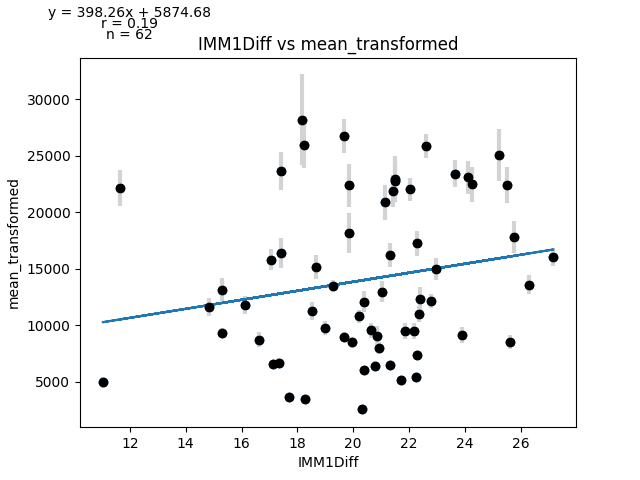 y = 398.26x + 5874.68
r = 0.19
n = 62
IMM1Diff vs mean_transformed
mean_transformed
30000
25000
20000
15000
10000
5000
12 14 16 18 20 22 24 26
IMM1Diff